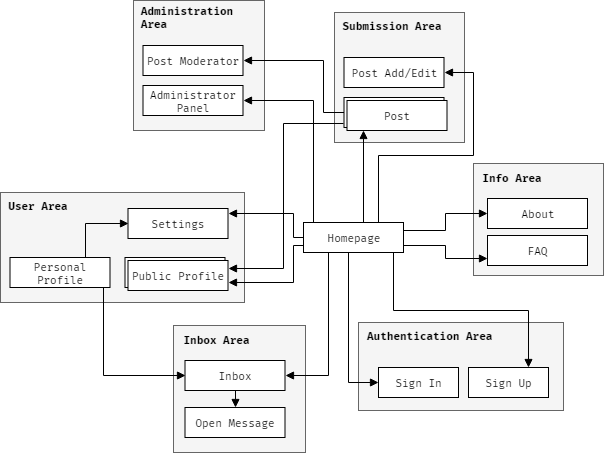 Administration
Area
Post Moderator
Administrator
Panel
Submission Area
Post Add/Edit
Post
Info Area
About
FAQ
User Area
Settings
Personal
Profile
Public Profile
Homepage
Inbox Area
Inbox
Open Message
Authentication Area
Sign In
Sign Up